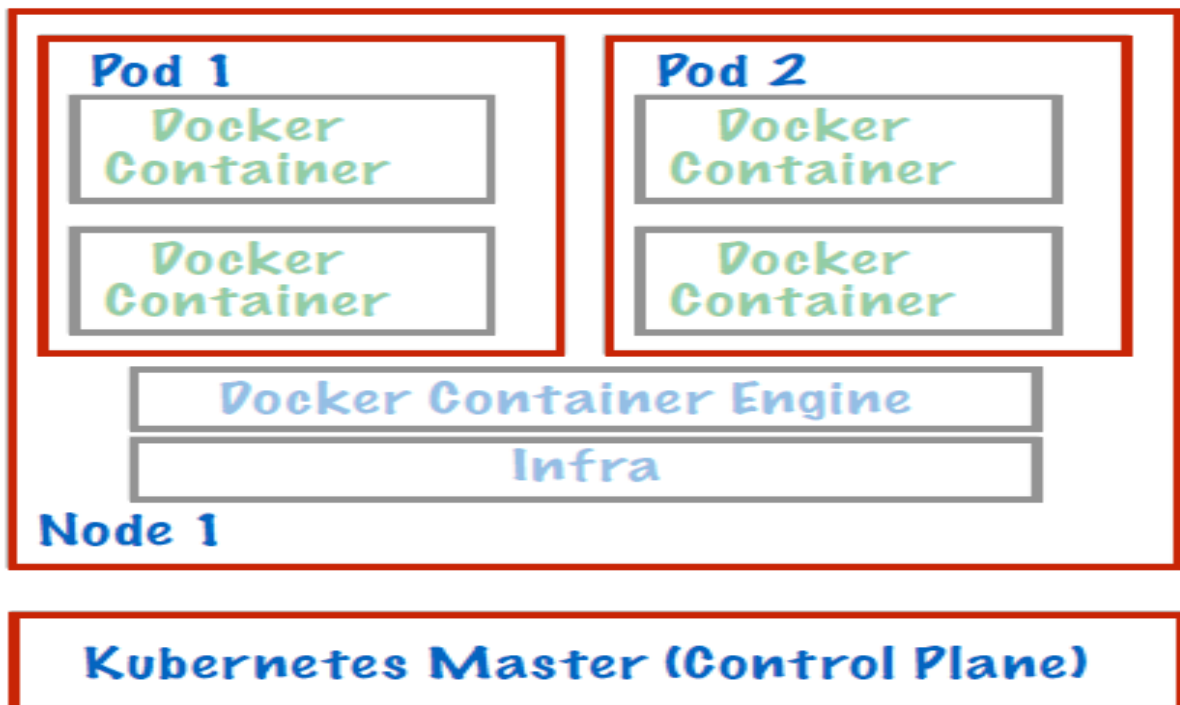 Pod 1
Docker
Container
Docker
Container
Pod 2
Docker
Container
Docker
Container
Docker Container Engine
Infra
Node 1
Kubernetes Master (Control Plane)